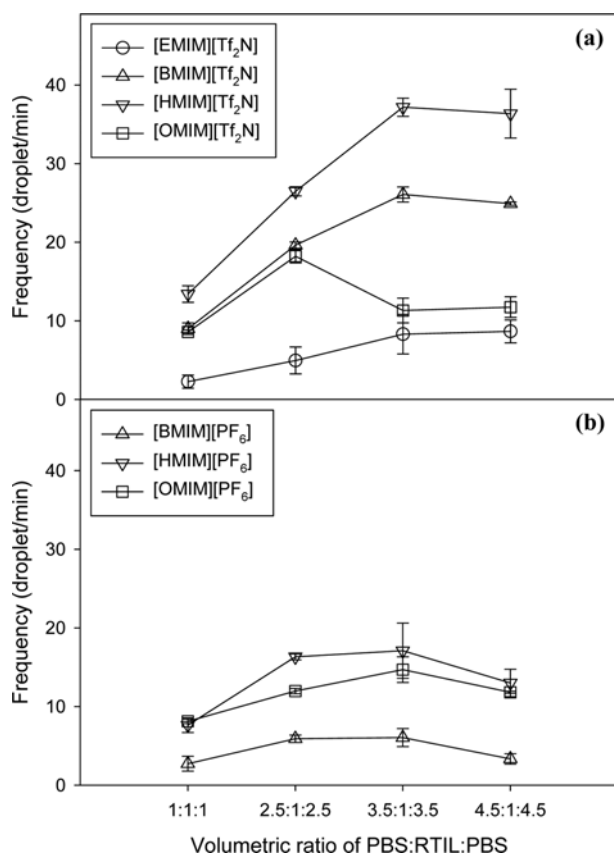 (a)
[EMIM][Tf₂N]
[BMIM][Tf₂N]
[HMIM][Tf₂N]
[OMIM][Tf₂N]
Frequency (droplet/min)
40
30
20
10
0
(b)
[BMIM][PF₆]
[HMIM][PF₆]
[OMIM][PF₆]
Frequency (droplet/min)
40
30
20
10
0
1:1:1 2.5:1:2.5 3.5:1:3.5 4.5:1:4.5
Volumetric ratio of PBS:RTIL:PBS